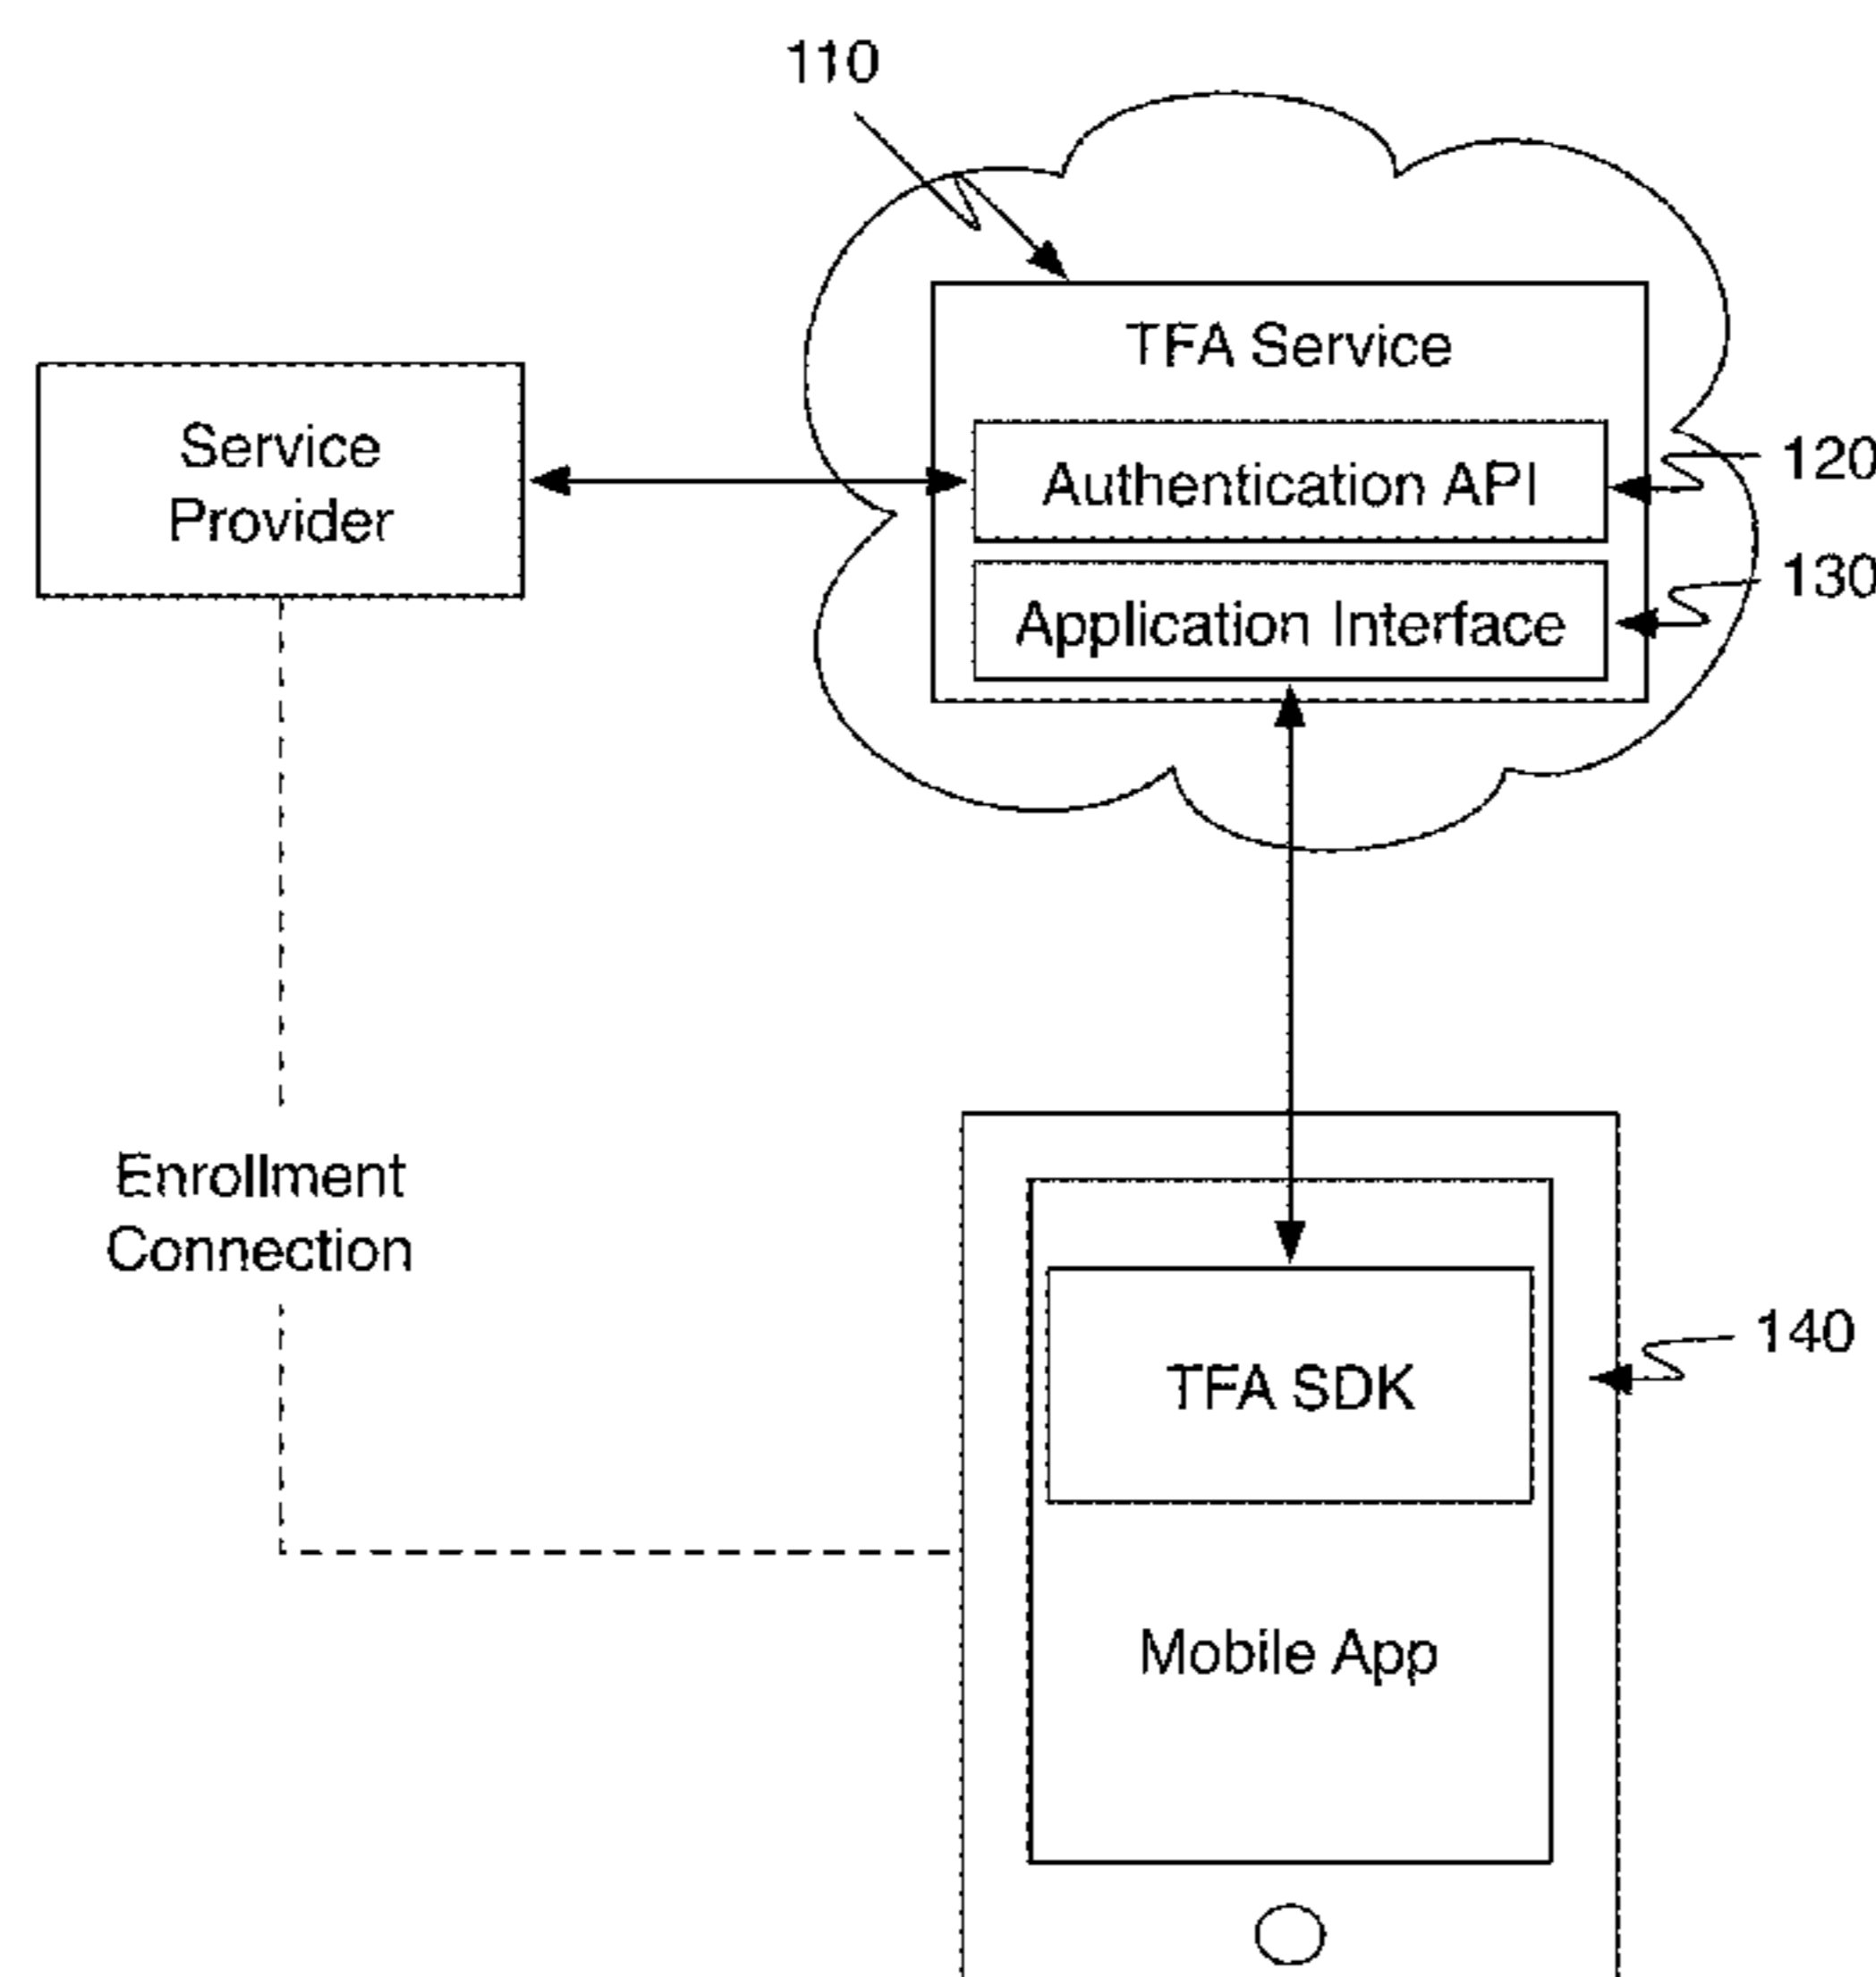 110
TFA Service
Service
Provider
Authentication API
120
130
Application Interface
Enrollment
Connection
TFA SDK
140
Mobile App